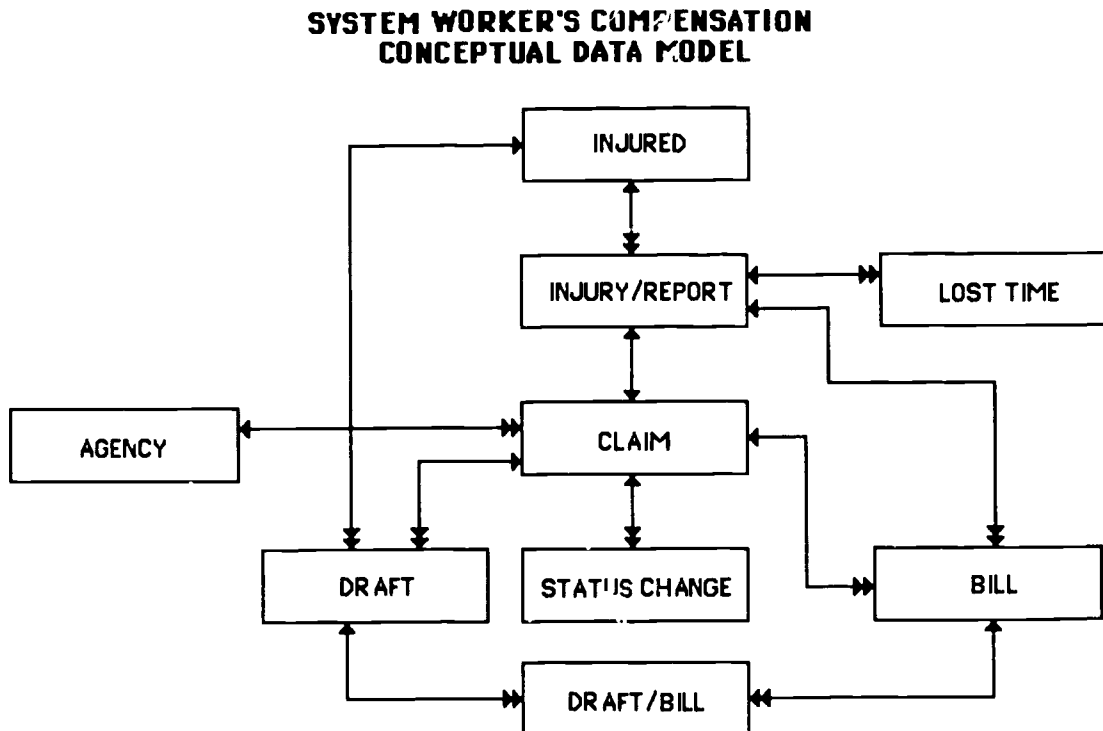 SYSTEM WORKER'S COMPENSATION
CONCEPTUAL DATA MODEL
INJURED
INJURY/REPORT
LOST TIME
AGENCY
CLAIM
DRAFT
STATUS CHANGE
BILL
DRAFT/BILL